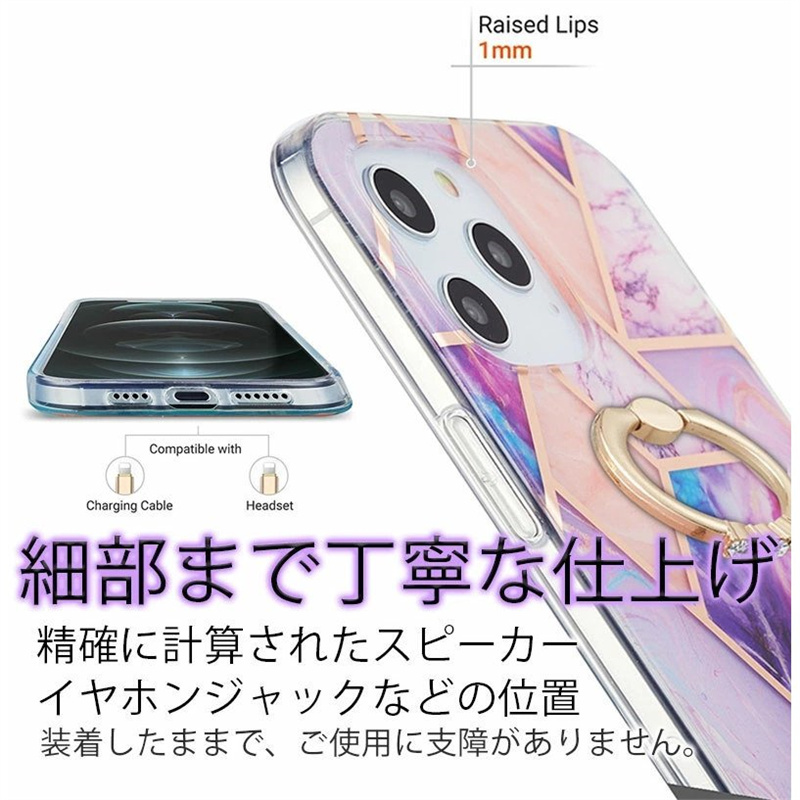 Raised Lips
1mm
Compatible with
Charging Cable
Headset
細部まで丁寧な仕上げ
精確に計算されたスピーカー
イヤホンジャックなどの位置
装着したままで、ご使用に支障がありません。